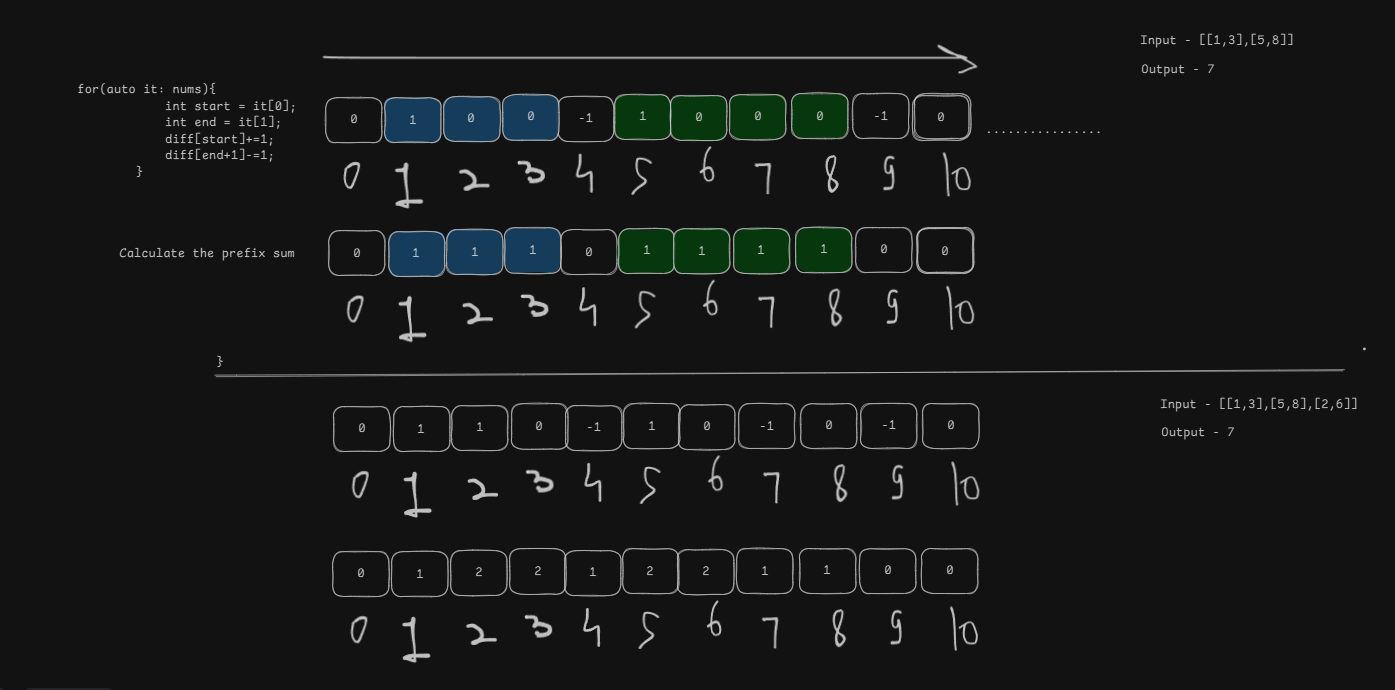 Input - [[1,3],[5,8]]
Output - 7
for(auto it: nums){
int start = it[0];
int end = it[1];
diff[start]+=1;
diff[end+1]-=1;
}
0 1 0 0 -1 1 0 0 0 -1 0 ................
0 1 2 3 4 5 6 7 8 9 10
Calculate the prefix sum
0 1 1 1 0 1 1 1 1 0 0
0 1 2 3 4 5 6 7 8 9 10
}
Input - [[1,3],[5,8],[2,6]]
Output - 7
0 1 1 0 -1 1 0 -1 0 -1 0
0 1 2 3 4 5 6 7 8 9 10
0 1 2 2 1 2 2 1 1 0 0
0 1 2 3 4 5 6 7 8 9 10